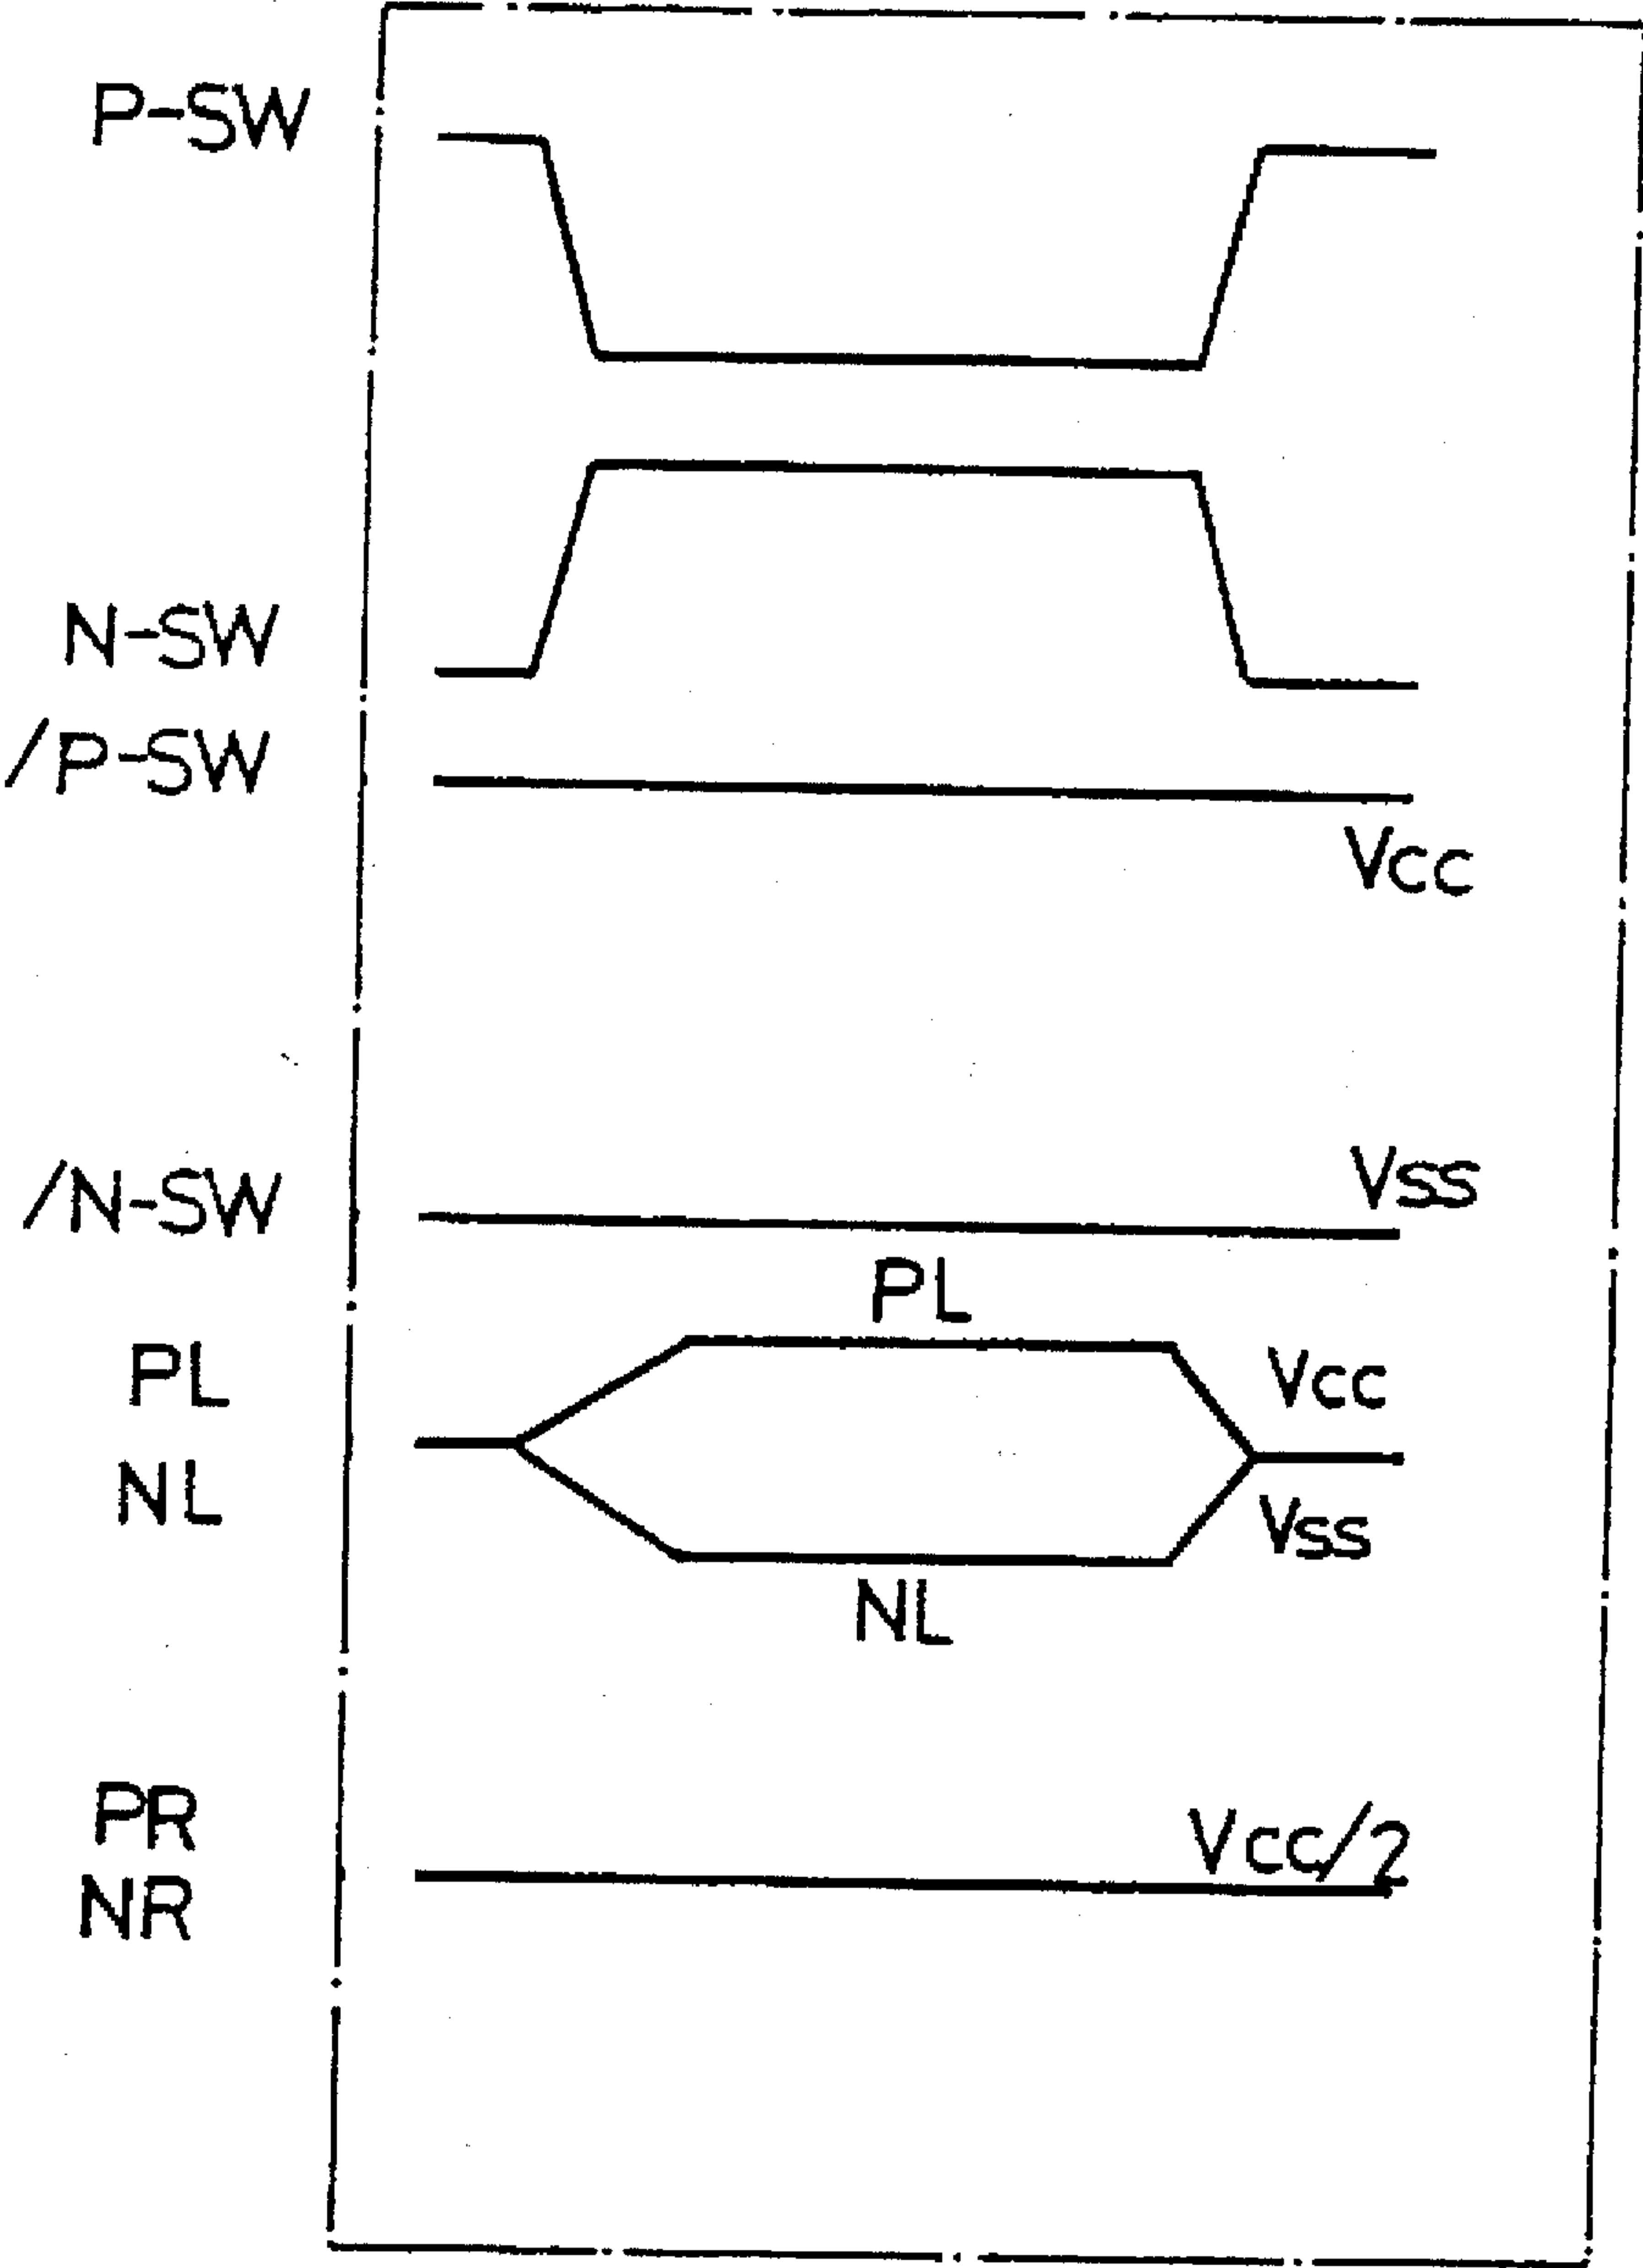 P-SW
N-SW
/P-SW
Vcc
/N-SW
Vss
PL
PL
Vcc
NL
Vss
NL
PR
Vcc/2
NR